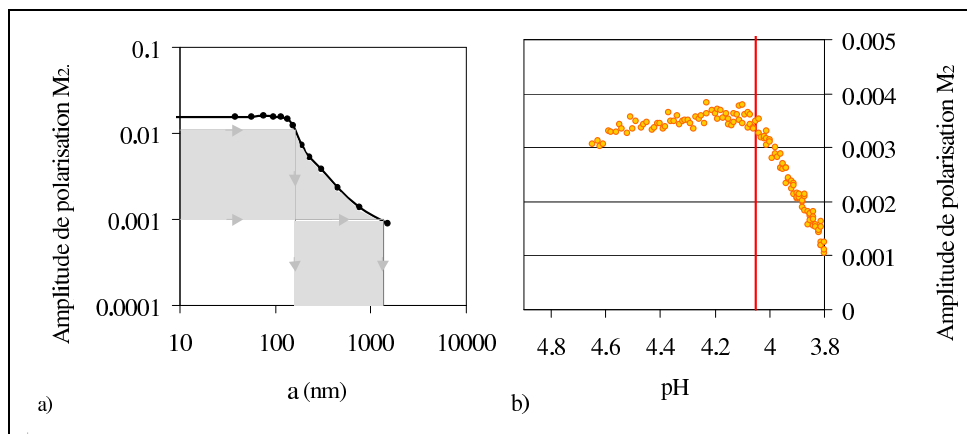 Amplitude de polarisation M2.
0.1
0.01
0.001
0.0001
10 100 1000 10000
a (nm)
a)
0.005
0.004
0.003
0.002
0.001
0
4.8 4.6 4.4 4.2 4 3.8
pH
b)
Amplitude de polarisation M2